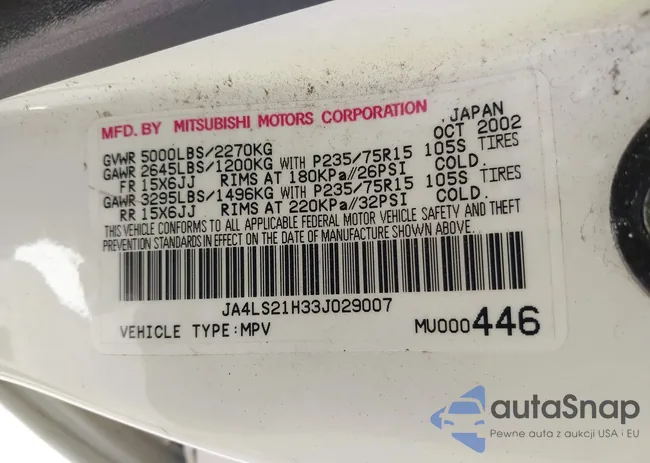 MFD. BY MITSUBISHI MOTORS CORPORATION ,JAPAN
OCT 2002
GVWR 5000LBS/2270KG
GAWR 2645LBS/1200KG WITH P235/75R15 105S TIRES
FR 15X6JJ RIMS AT 180KPa//26PSI COLD.
GAWR 3295LBS/1496KG WITH P235/75R15 105S TIRES
RR 15X6JJ RIMS AT 220KPa//32PSI COLD.
THIS VEHICLE CONFORMS TO ALL APPLICABLE FEDERAL MOTOR VEHICLE SAFETY AND THEFT
PREVENTION STANDARDS IN EFFECT ON THE DATE OF MANUFACTURE SHOWN ABOVE.
JA4LS21H33J029007
VEHICLE TYPE:MPV MU000446
autaSnap
Pewne auta z aukcji USA i EU